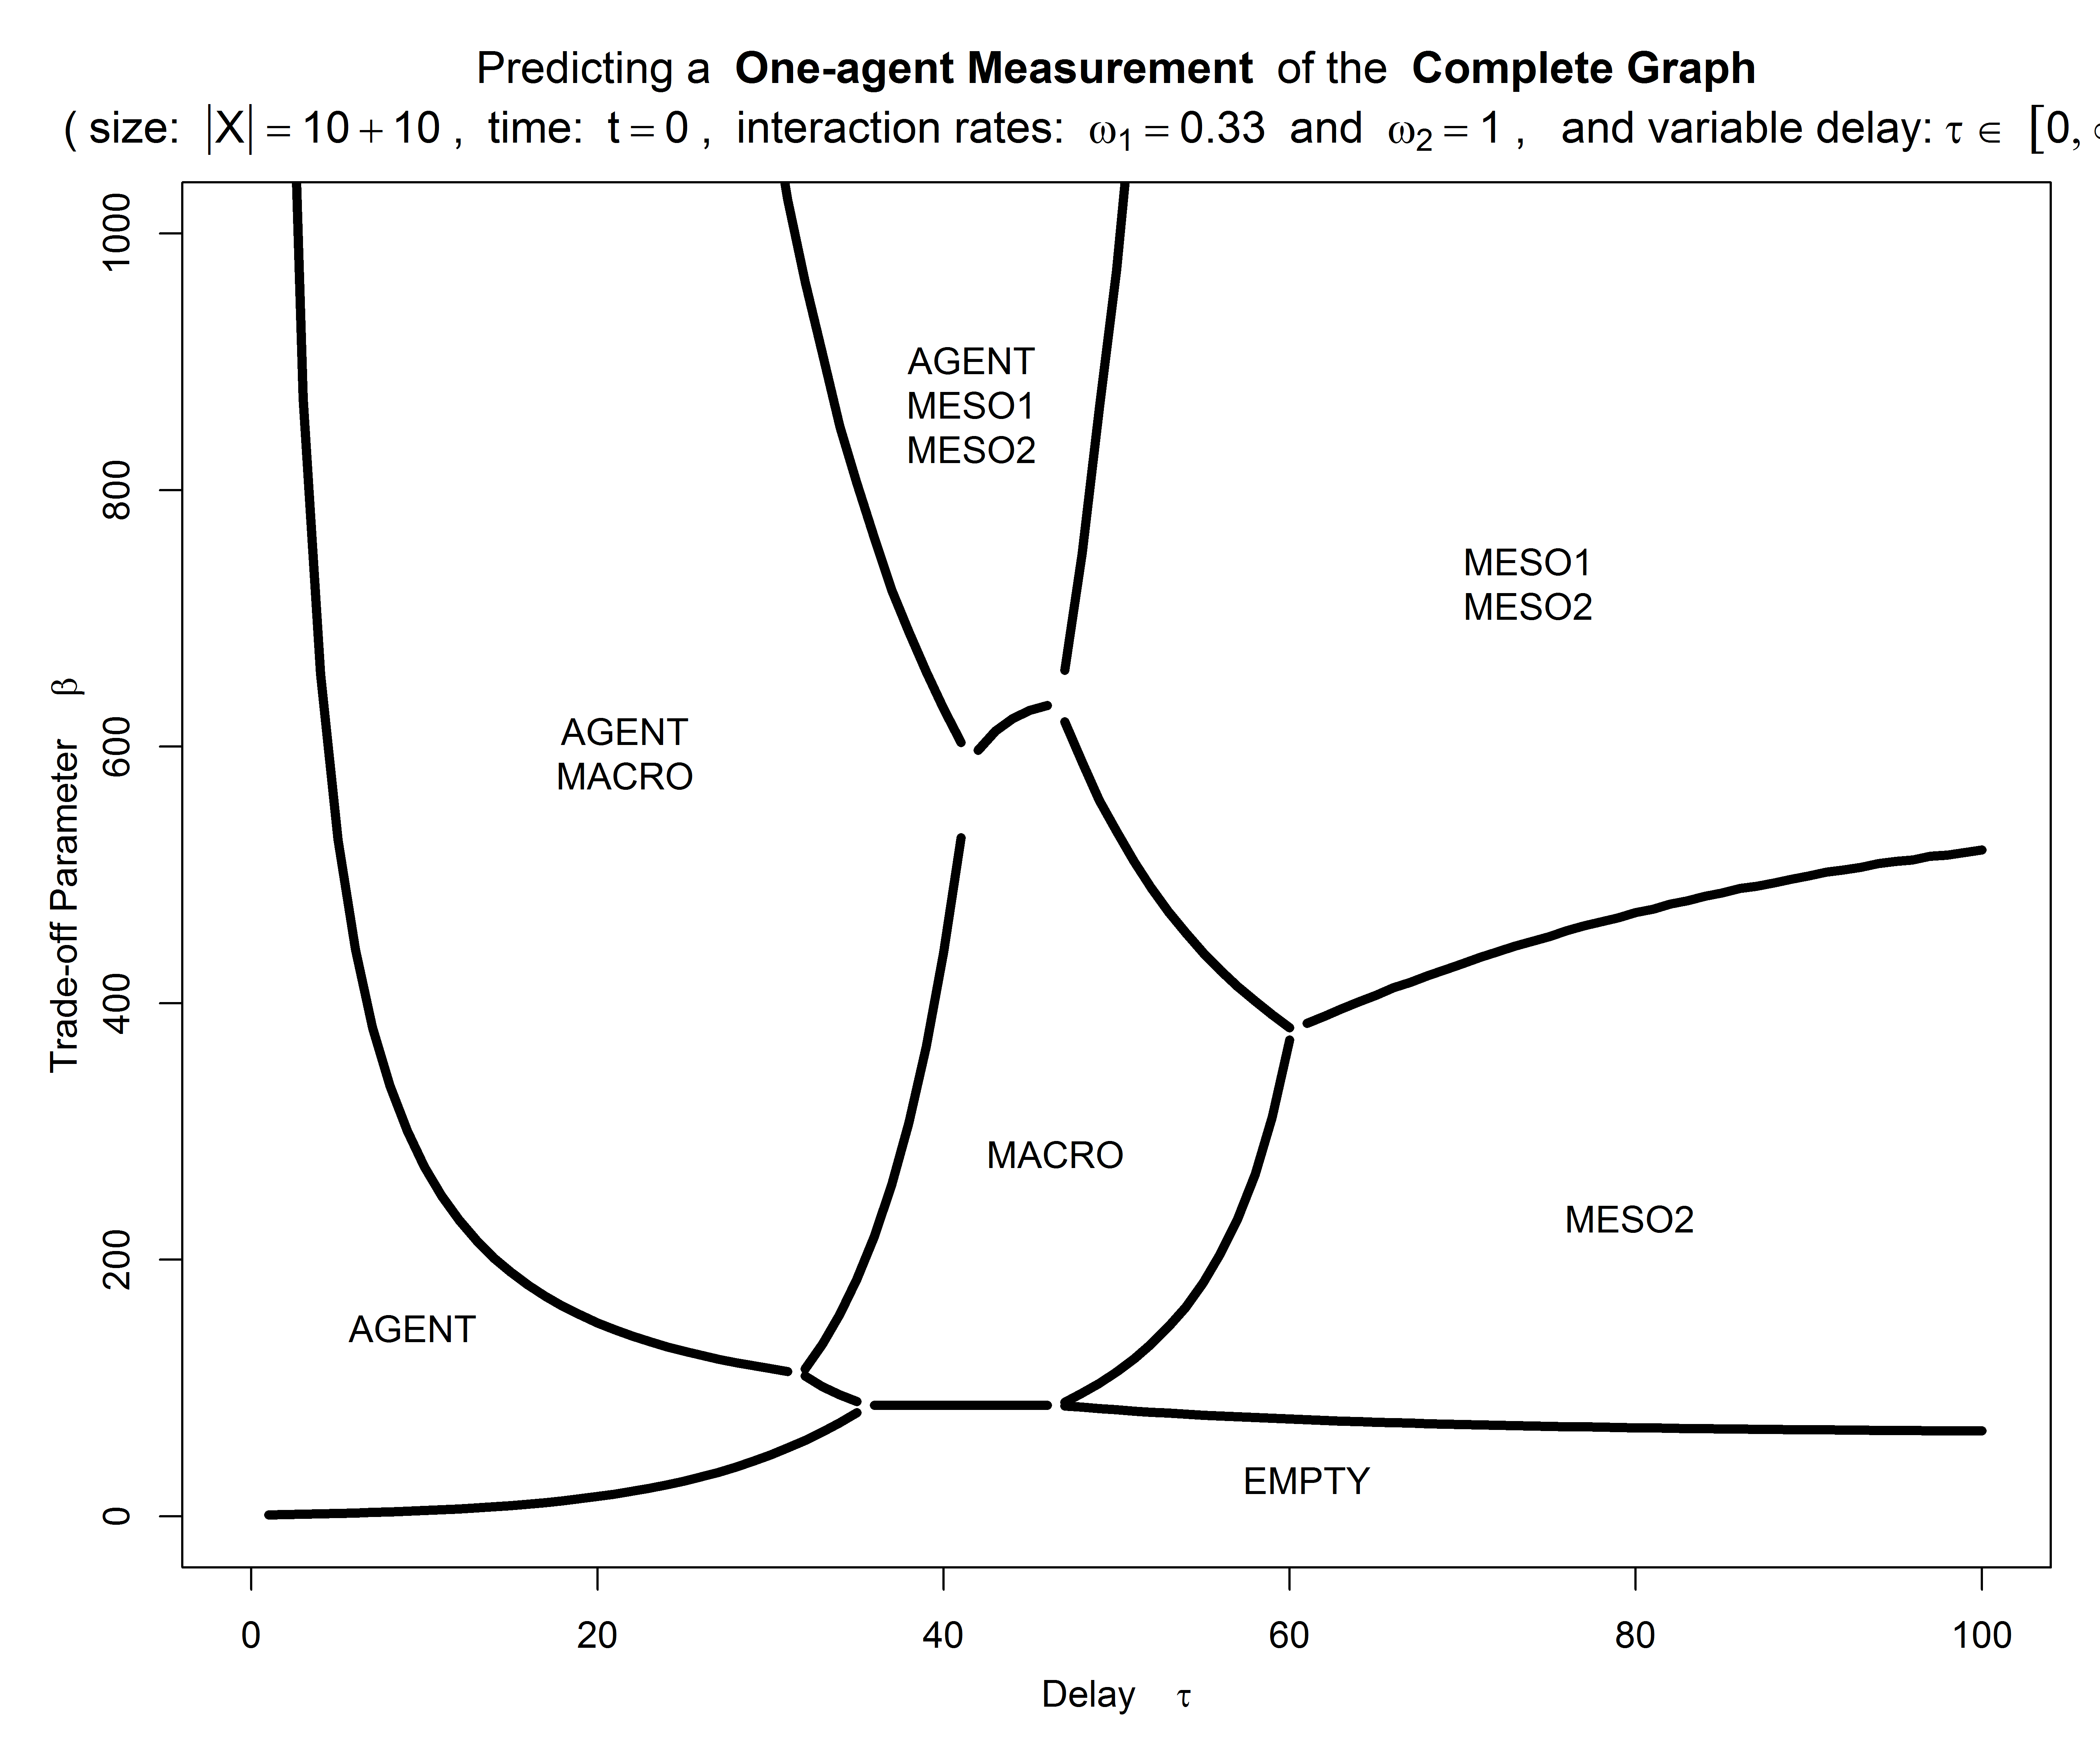 Predicting a One-agent Measurement of the Complete Graph
( size: |X| = 10 + 10 , time: t = 0 , interaction rates: ω₁ = 0.33 and ω₂ = 1 , and variable delay: τ ∈ [0,
1000
800
600
400
200
0
Trade-off Parameter β
AGENT
MESO1
MESO2
MESO1
MESO2
AGENT
MACRO
MACRO
MESO2
AGENT
EMPTY
0 20 40 60 80 100
Delay τ